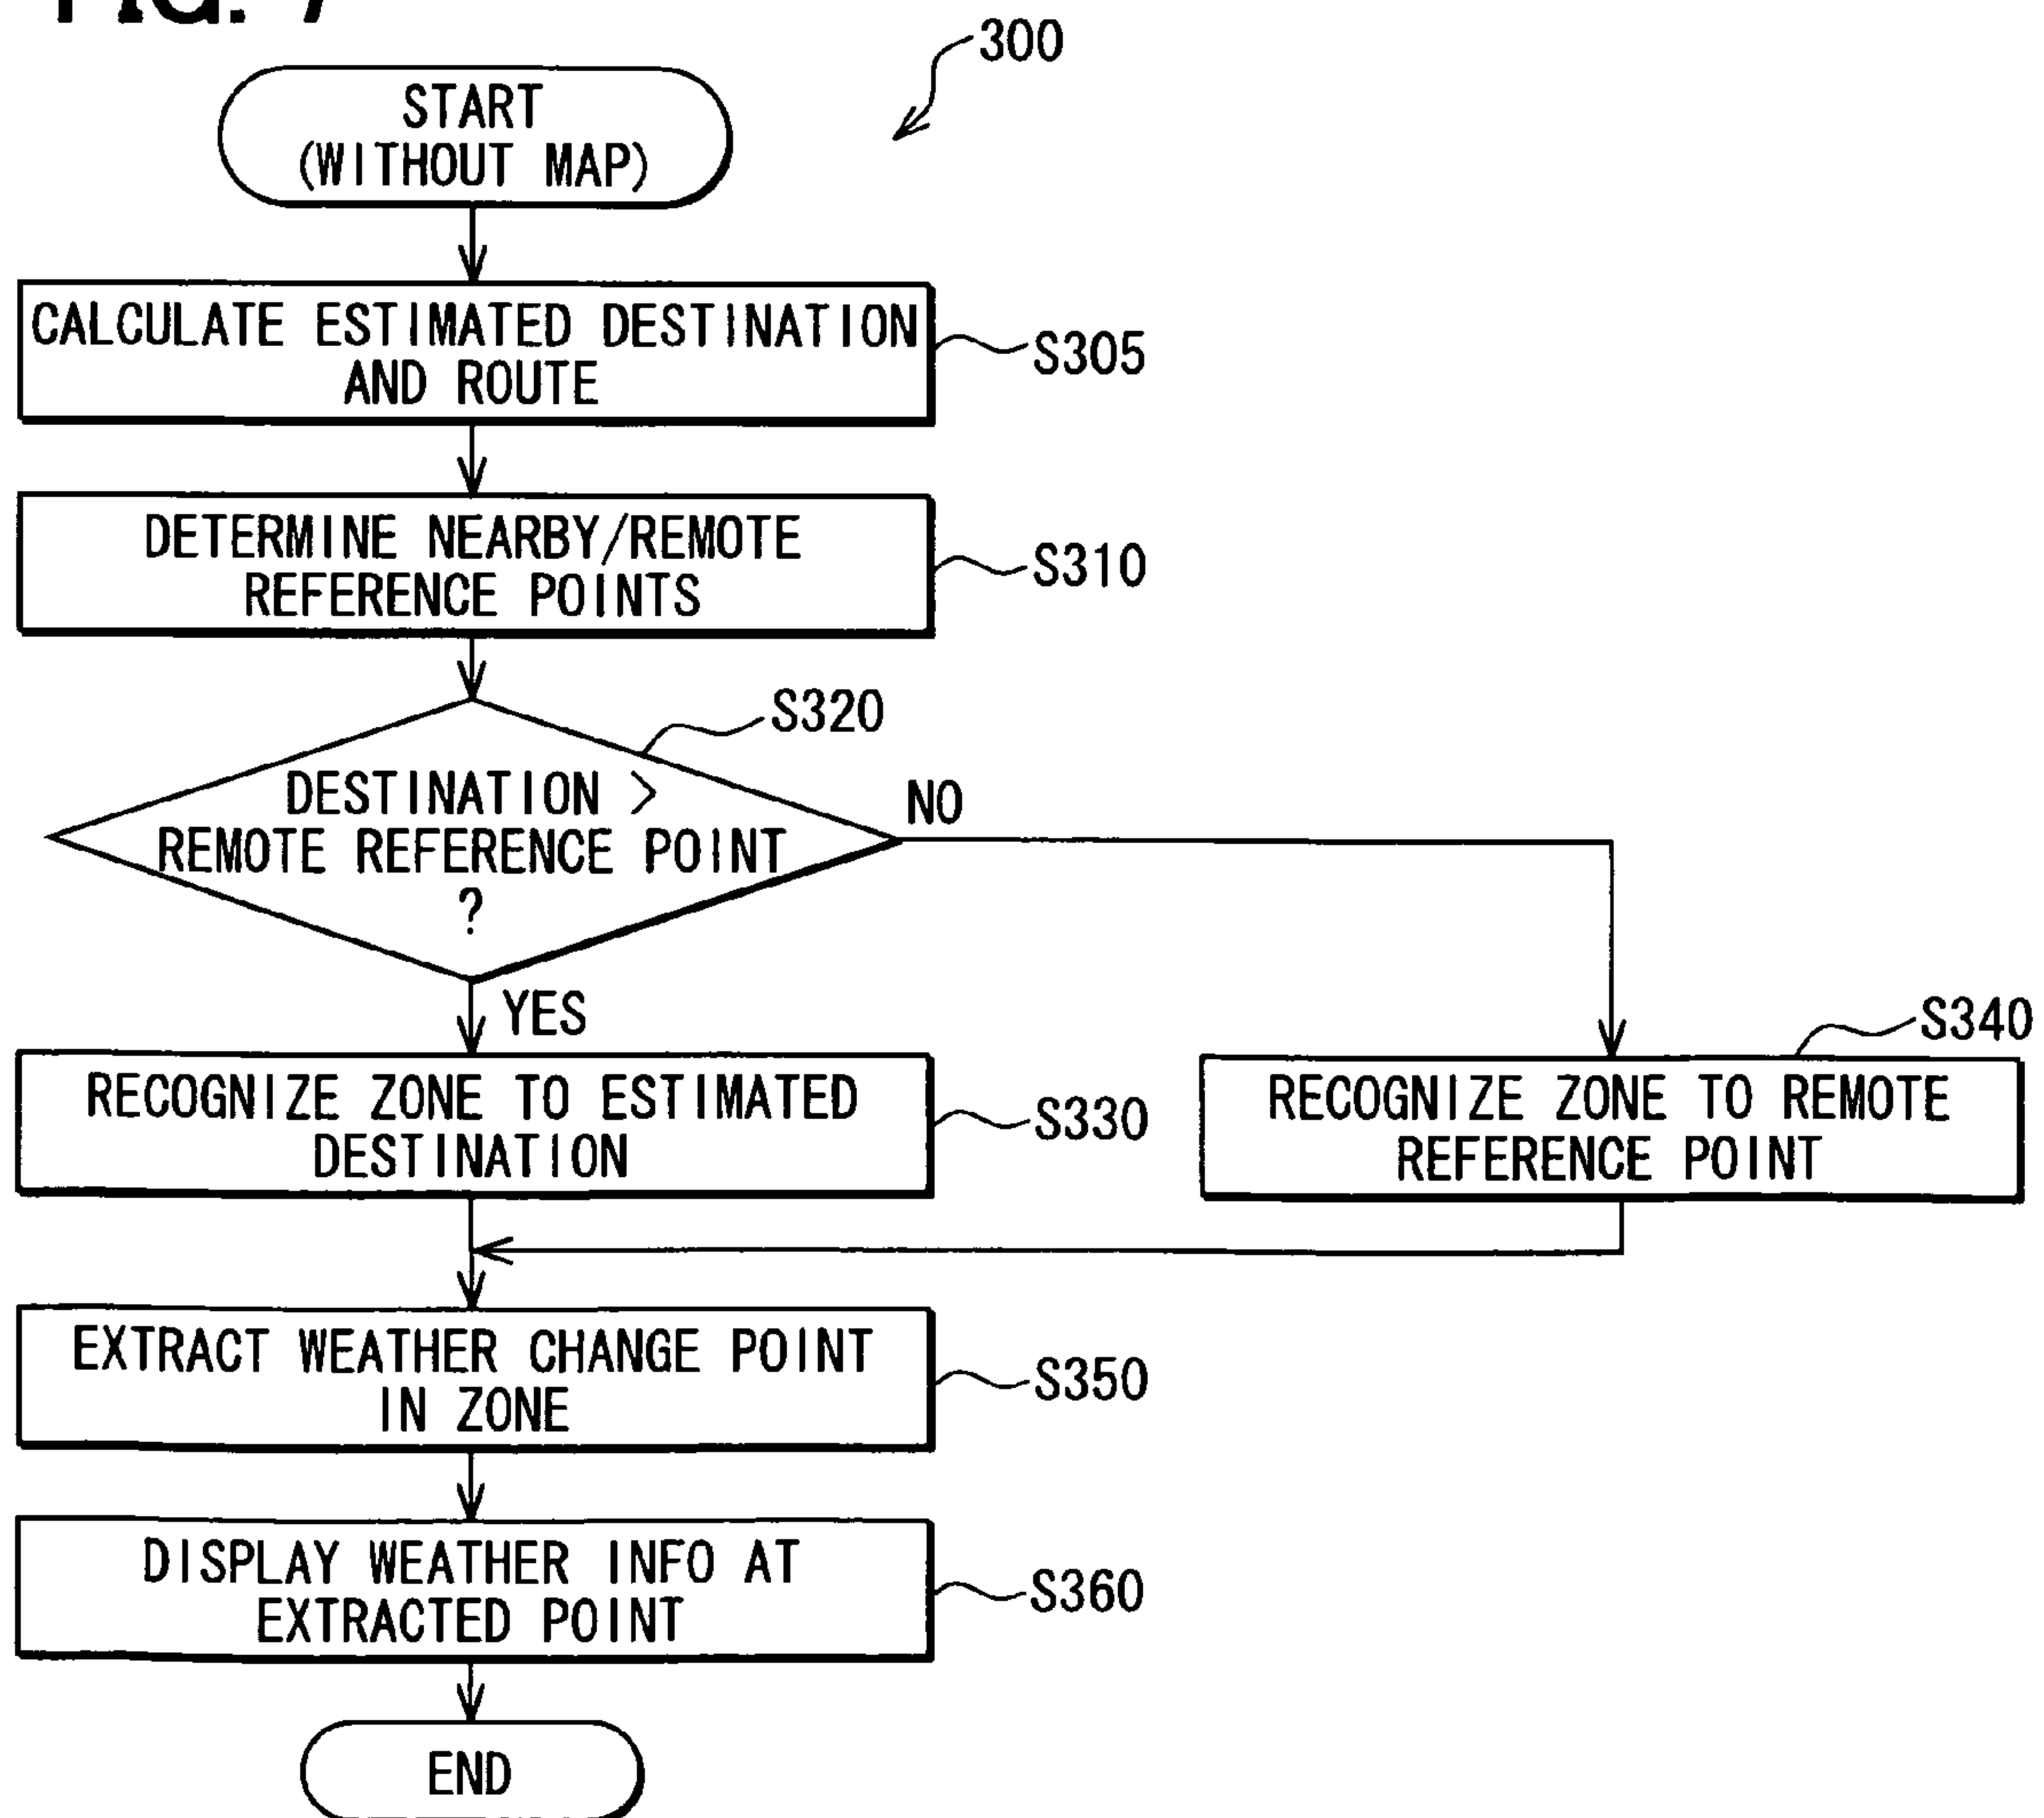 FIG. 7
300
START
(WITHOUT MAP)
CALCULATE ESTIMATED DESTINATION
AND ROUTE
S305
DETERMINE NEARBY/REMOTE
REFERENCE POINTS
S310
S320
DESTINATION >
REMOTE REFERENCE POINT
?
NO
YES
RECOGNIZE ZONE TO ESTIMATED
DESTINATION
S330
S340
RECOGNIZE ZONE TO REMOTE
REFERENCE POINT
EXTRACT WEATHER CHANGE POINT
IN ZONE
S350
DISPLAY WEATHER INFO AT
EXTRACTED POINT
S360
END